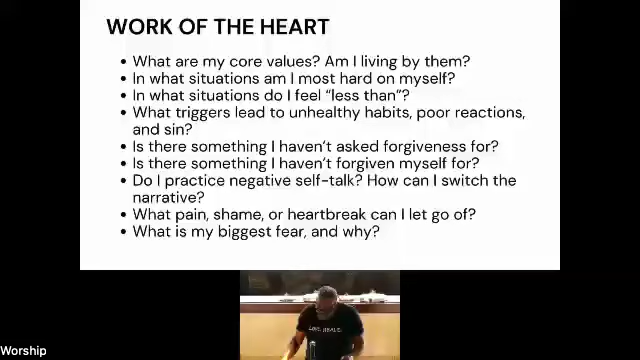 WORK OF THE HEART
• What are my core values? Am I living by them?
• In what situations am I most hard on myself?
• In what situations do I feel “less than”?
• What triggers lead to unhealthy habits, poor reactions,
and sin?
• Is there something I haven’t asked forgiveness for?
• Is there something I haven’t forgiven myself for?
• Do I practice negative self-talk? How can I switch the
narrative?
• What pain, shame, or heartbreak can I let go of?
• What is my biggest fear, and why?
LOVE HEALS
Worship